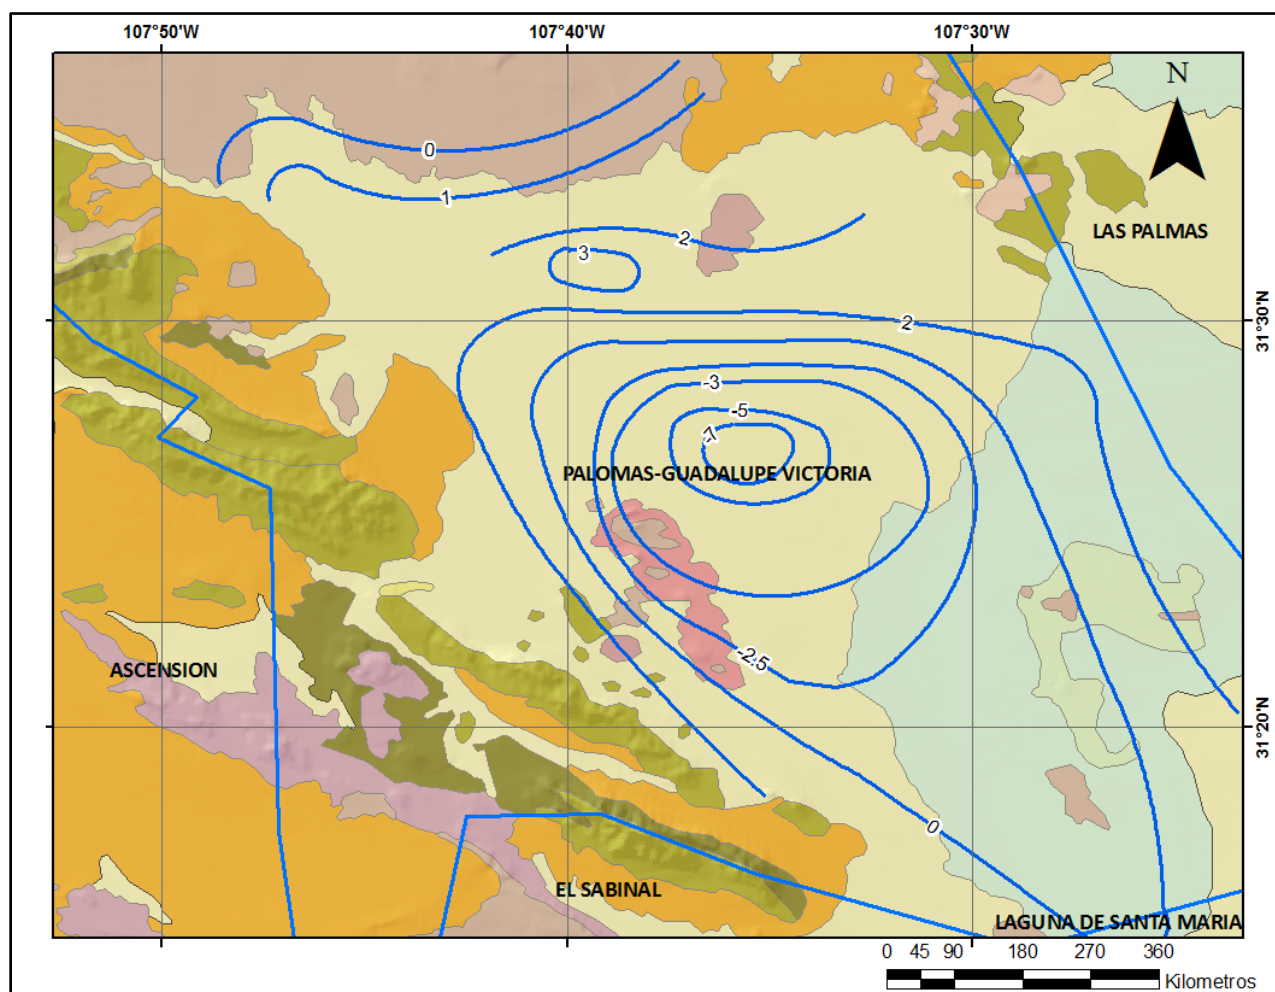 107°50'W 107°40'W 107°30'W
N
0
1
LAS PALMAS
2
3
2
31°30'N
-3
-5
-7
PALOMAS-GUADALUPE VICTORIA
-2.5
ASCENSION
31°20'N
0
EL SABINAL
LAGUNA DE SANTA MARIA
0 45 90 180 270 360
Kilometros